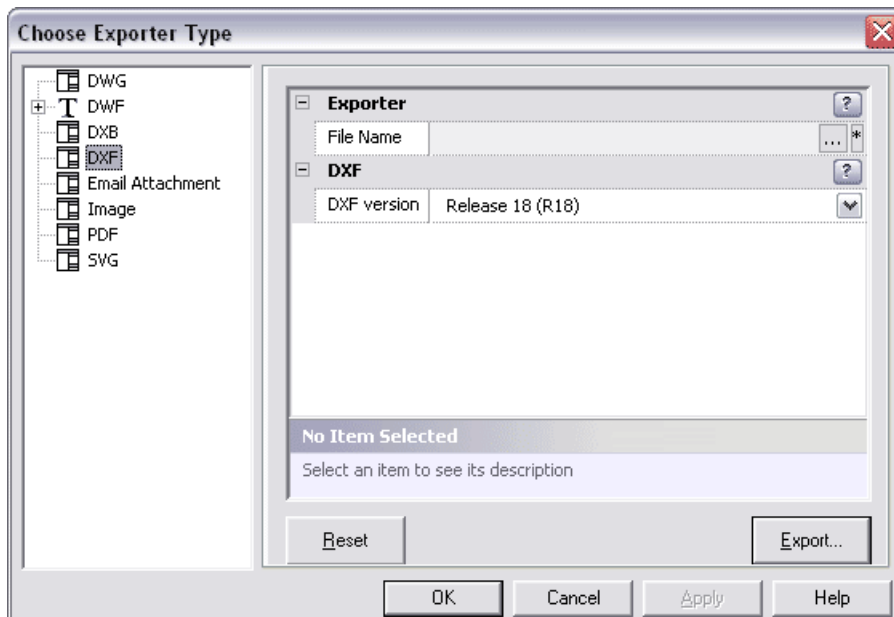 Choose Exporter Type
DWG
T DWF
DXB
DXF
Email Attachment
Image
PDF
SVG
Exporter ?
File Name ... *
DXF ?
DXF version Release 18 (R18)
No Item Selected
Select an item to see its description
Reset Export...
OK Cancel Apply Help